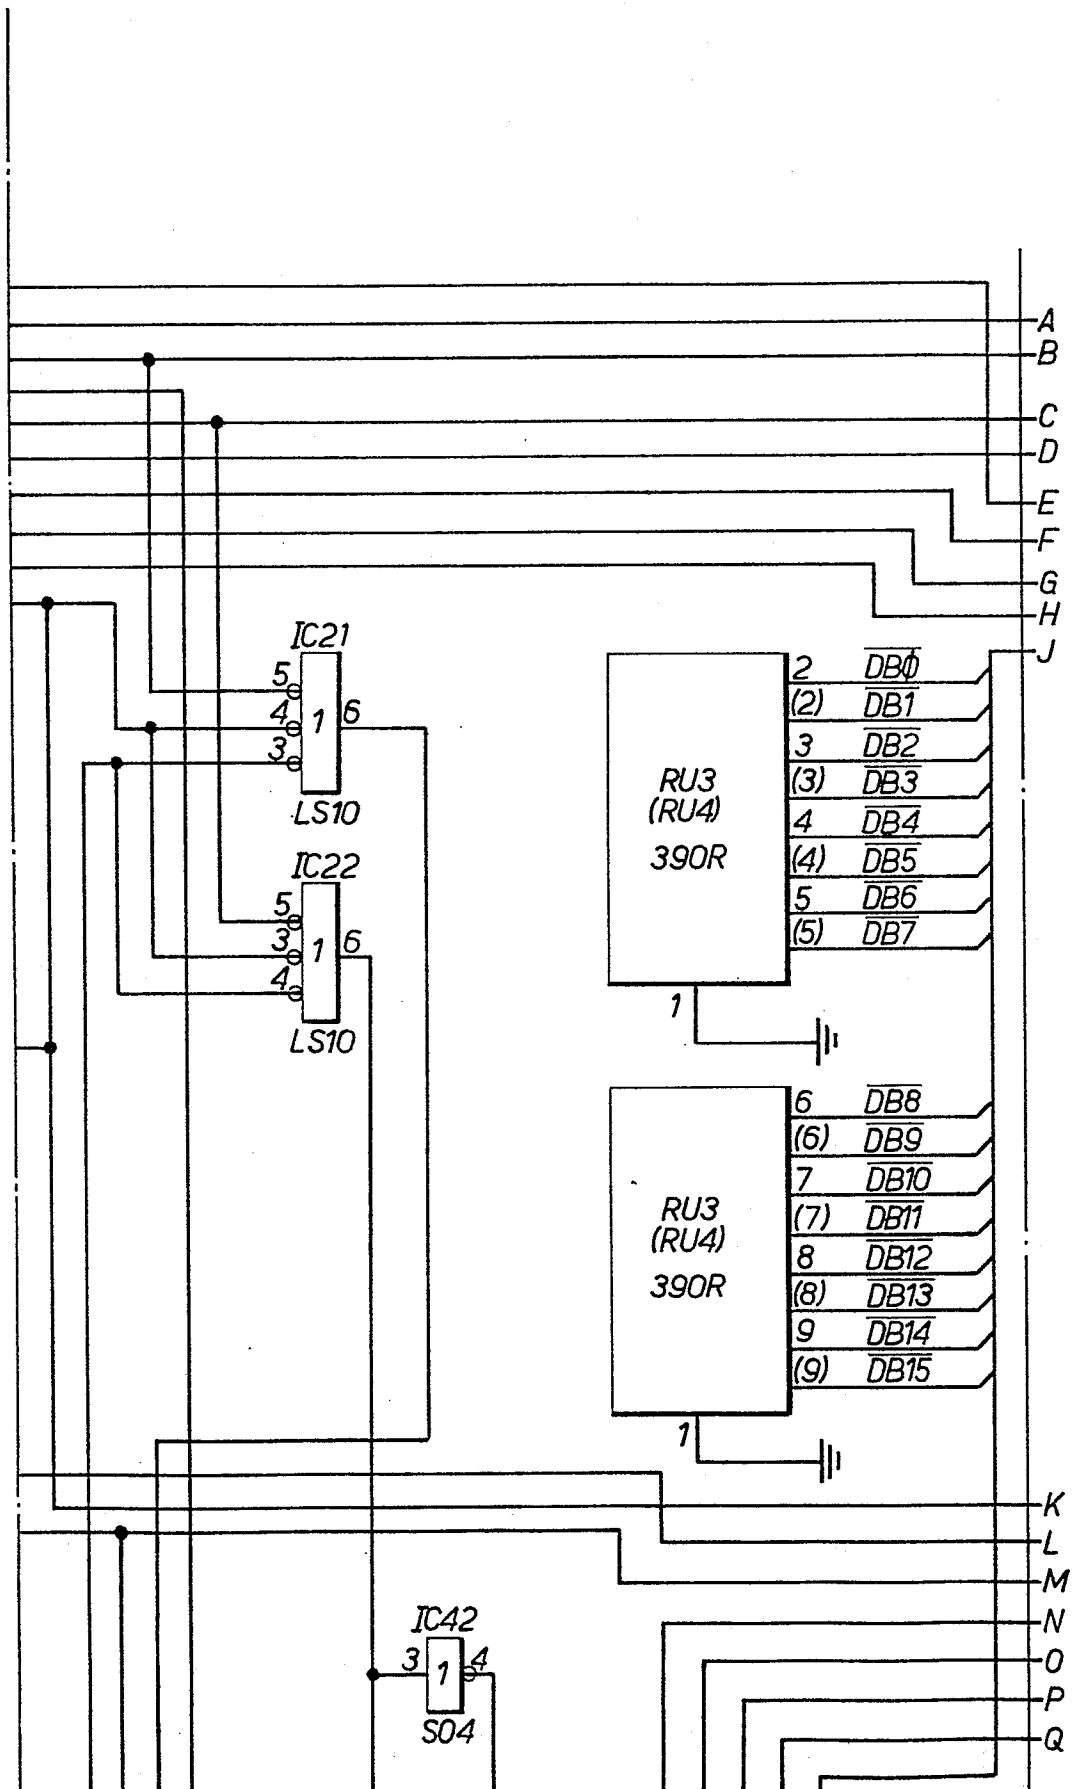 A
B
C
D
E
F
G
H
J
IC21
5
4
3
1
6
LS10
IC22
5
3
4
1
6
LS10
RU3
(RU4)
390R
2 DB0
(2) DB1
3 DB2
(3) DB3
4 DB4
(4) DB5
5 DB6
(5) DB7
1
RU3
(RU4)
390R
6 DB8
(6) DB9
7 DB10
(7) DB11
8 DB12
(8) DB13
9 DB14
(9) DB15
1
K
L
M
N
O
P
Q
IC42
3 1 4
S04